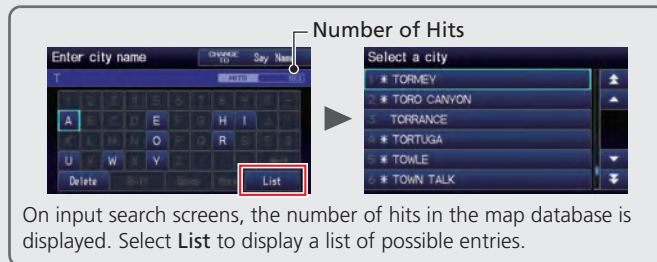 Number of Hits
Enter city name
CHANGE TO Say Name
T
HITS
A E H I
O R
U W Y
Delete List
Select a city
1 * TORMEY
2 * TORO CANYON
3 TORRANCE
4 * TORTUGA
5 * TOWLE
6 * TOWN TALK
On input search screens, the number of hits in the map database is
displayed. Select List to display a list of possible entries.